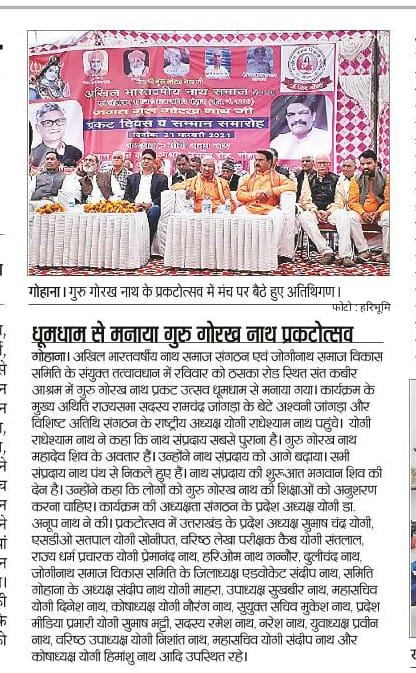 अखिल भारतवर्षीय नाथ समाज
जगत गुरु गोरख नाथ जी
प्रकट दिवस व सम्मान समारोह
दिनांक: 21 फरवरी 2021
गोहाना। गुरु गोरख नाथ के प्रकटोत्सव में मंच पर बैठे हुए अतिथिगण।
फोटो : हरिभूमि
धूमधाम से मनाया गुरु गोरख नाथ प्रकटोत्सव
गोहाना। अखिल भारतवर्षीय नाथ समाज संगठन एवं जोगीनाथ समाज विकास
समिति के संयुक्त तत्वावधान में रविवार को ठसका रोड स्थित संत कबीर
आश्रम में गुरु गोरख नाथ प्रकट उत्सव धूमधाम से मनाया गया। कार्यक्रम के
मुख्य अथिति राज्यसभा सदस्य रामचंद्र जांगड़ा के बेटे अश्वनी जांगड़ा और
विशिष्ट अतिथि संगठन के राष्ट्रीय अध्यक्ष योगी राधेश्याम नाथ पहुंचे। योगी
राधेश्याम नाथ ने कहा कि नाथ संप्रदाय सबसे पुराना है। गुरु गोरख नाथ
महादेव शिव के अवतार हैं। उन्होंने नाथ संप्रदाय को आगे बढ़ाया। सभी
संप्रदाय नाथ पंथ से निकले हुए हैं। नाथ संप्रदाय की शुरूआत भगवान शिव की
देन है। उन्होंने कहा कि लोगों को गुरु गोरख नाथ की शिक्षाओं को अनुशरण
करना चाहिए। कार्यक्रम की अध्यक्षता संगठन के प्रदेश अध्यक्ष योगी डा.
अनूप नाथ ने की। प्रकटोत्सव में उत्तराखंड के प्रदेश अध्यक्ष सुभाष चंद्र योगी,
एसडीओ सतपाल योगी सोनीपत, वरिष्ठ लेखा परीक्षक कैथ योगी संतलाल,
राज्य धर्म प्रचारक योगी प्रेमानंद नाथ, हरिओम नाथ गन्नौर, दुलीचंद नाथ,
जोगीनाथ समाज विकास समिति के जिलाध्यक्ष एडवोकेट संदीप नाथ, समिति
गोहाना के अध्यक्ष संदीप नाथ योगी माहरा, उपाध्यक्ष सुखबीर नाथ, महासचिव
योगी दिनेश नाथ, कोषाध्यक्ष योगी नौरंग नाथ, सुयुक्त सचिव मुकेश नाथ, प्रदेश
मीडिया प्रभारी योगी सुभाष भट्टी, सदस्य रमेश नाथ, नरेश नाथ, युवाध्यक्ष प्रवीन
नाथ, वरिष्ठ उपाध्यक्ष योगी निशांत नाथ, महासचिव योगी संदीप नाथ और
कोषाध्यक्ष योगी हिमांशु नाथ आदि उपस्थित रहे।